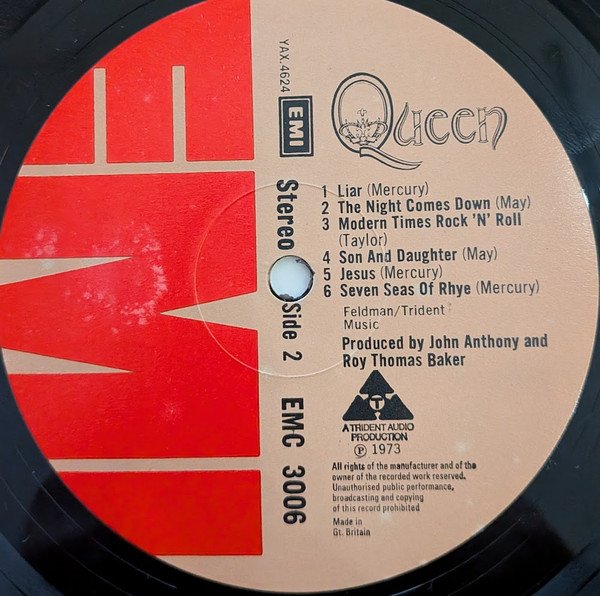 EMI
YAX.4624
EMI
Stereo Side 2 EMC 3006
Queen
1 Liar (Mercury)
2 The Night Comes Down (May)
3 Modern Times Rock 'N' Roll
(Taylor)
4 Son And Daughter (May)
5 Jesus (Mercury)
6 Seven Seas Of Rhye (Mercury)
Feldman/Trident
Music
Produced by John Anthony and
Roy Thomas Baker
T
A TRIDENT AUDIO
PRODUCTION
℗ 1973
All rights of the manufacturer and of the
owner of the recorded work reserved.
Unauthorised public performance,
broadcasting and copying
of this record prohibited
Made in
Gt. Britain